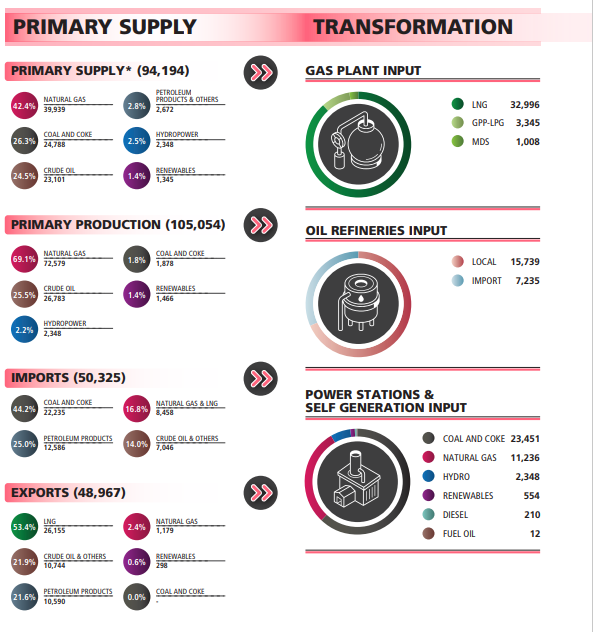 PRIMARY SUPPLY
PRIMARY SUPPLY* (94,194)
42.4%
NATURAL GAS
39,939
2.8%
PETROLEUM
PRODUCTS & OTHERS
2,672
26.3%
COAL AND COKE
24,788
2.5%
HYDROPOWER
2,348
24.5%
CRUDE OIL
23,101
1.4%
RENEWABLES
1,345
PRIMARY PRODUCTION (105,054)
69.1%
NATURAL GAS
72,579
1.8%
COAL AND COKE
1,878
25.5%
CRUDE OIL
26,783
1.4%
RENEWABLES
1,466
2.2%
HYDROPOWER
2,348
IMPORTS (50,325)
44.2%
COAL AND COKE
22,235
16.8%
NATURAL GAS & LNG
8,458
25.0%
PETROLEUM PRODUCTS
12,586
14.0%
CRUDE OIL & OTHERS
7,046
EXPORTS (48,967)
53.4%
LNG
26,155
2.4%
NATURAL GAS
1,179
21.9%
CRUDE OIL & OTHERS
10,744
0.6%
RENEWABLES
298
21.6%
PETROLEUM PRODUCTS
10,590
0.0%
COAL AND COKE
-
TRANSFORMATION
GAS PLANT INPUT
LNG 32,996
GPP-LPG 3,345
MDS 1,008
OIL REFINERIES INPUT
LOCAL 15,739
IMPORT 7,235
POWER STATIONS &
SELF GENERATION INPUT
COAL AND COKE 23,451
NATURAL GAS 11,236
HYDRO 2,348
RENEWABLES 554
DIESEL 210
FUEL OIL 12